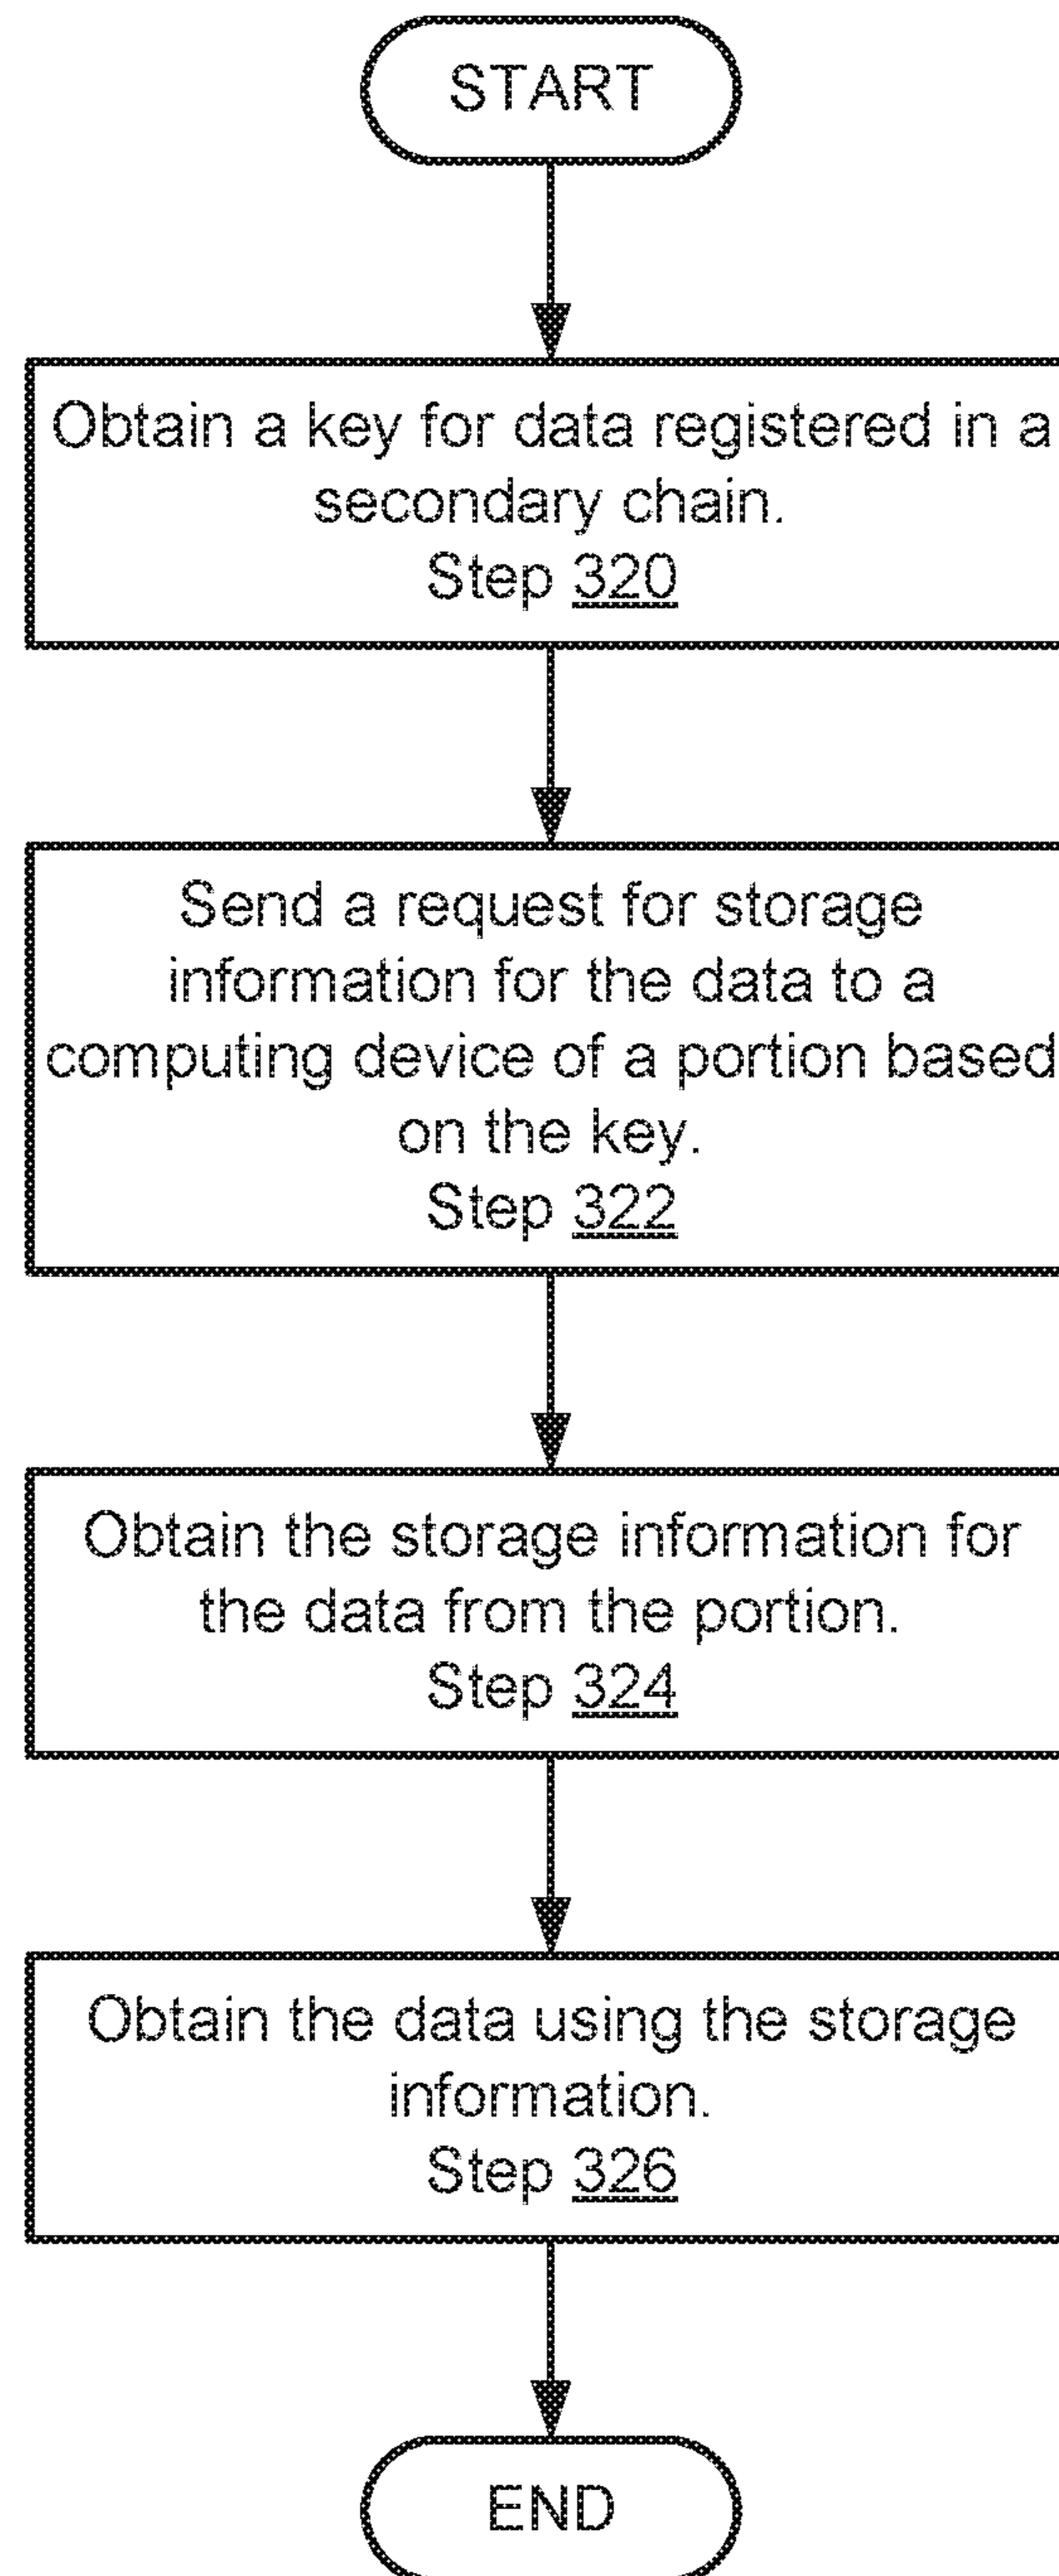 START
Obtain a key for data registered in a
secondary chain.
Step 320
Send a request for storage
information for the data to a
computing device of a portion based
on the key.
Step 322
Obtain the storage information for
the data from the portion.
Step 324
Obtain the data using the storage
information.
Step 326
END